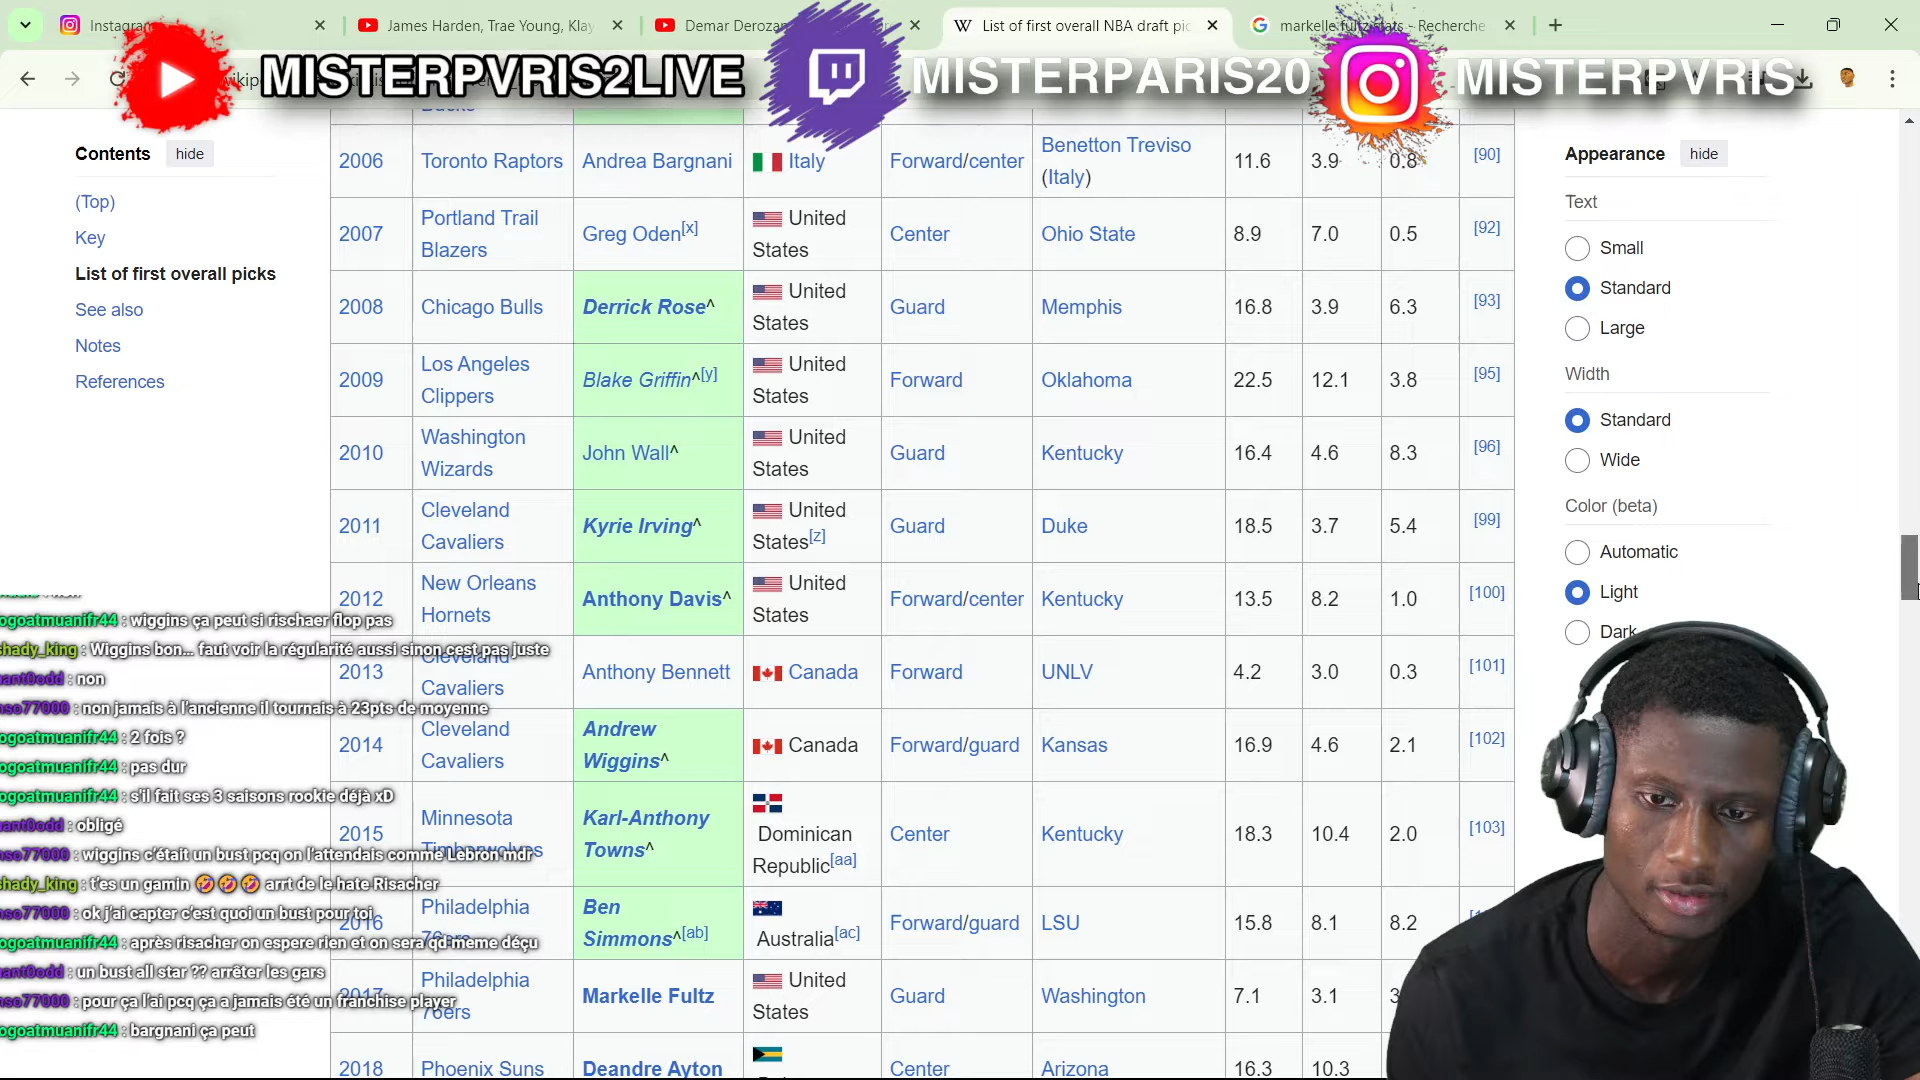 Instagram
James Harden, Trae Young, Klay
Demar Derozan
List of first overall NBA draft pic
markelle fultz stats - Recherche
MISTERPVRIS2LIVE
MISTERPARIS20
MISTERPVRIS
Contents
hide
(Top)
Key
List of first overall picks
See also
Notes
References
2006 Toronto Raptors Andrea Bargnani Italy Forward/center Benetton Treviso (Italy) 11.6 3.9 0.8 [90]
2007 Portland Trail Blazers Greg Oden[x] United States Center Ohio State 8.9 7.0 0.5 [92]
2008 Chicago Bulls Derrick Rose^ United States Guard Memphis 16.8 3.9 6.3 [93]
2009 Los Angeles Clippers Blake Griffin^[y] United States Forward Oklahoma 22.5 12.1 3.8 [95]
2010 Washington Wizards John Wall^ United States Guard Kentucky 16.4 4.6 8.3 [96]
2011 Cleveland Cavaliers Kyrie Irving^ United States[z] Guard Duke 18.5 3.7 5.4 [99]
2012 New Orleans Hornets Anthony Davis^ United States Forward/center Kentucky 13.5 8.2 1.0 [100]
2013 Cleveland Cavaliers Anthony Bennett Canada Forward UNLV 4.2 3.0 0.3 [101]
2014 Cleveland Cavaliers Andrew Wiggins^ Canada Forward/guard Kansas 16.9 4.6 2.1 [102]
2015 Minnesota Timberwolves Karl-Anthony Towns^ Dominican Republic[aa] Center Kentucky 18.3 10.4 2.0 [103]
2016 Philadelphia 76ers Ben Simmons^[ab] Australia[ac] Forward/guard LSU 15.8 8.1 8.2
2017 Philadelphia 76ers Markelle Fultz United States Guard Washington 7.1 3.1
2018 Phoenix Suns Deandre Ayton Center Arizona 16.3 10.3
Appearance
hide
Text
Small
Standard
Large
Width
Standard
Wide
Color (beta)
Automatic
Light
Dark
ogoatmuanifr44 : wiggins ça peut si rischaer flop pas
shady_king : Wiggins bon... faut voir la régularité aussi sinon cest pas juste
uant0odd : non
nso77000 : non jamais à l'ancienne il tournais à 23pts de moyenne
ogoatmuanifr44 : 2 fois ?
ogoatmuanifr44 : pas dur
ogoatmuanifr44 : s'il fait ses 3 saisons rookie déjà xD
uant0odd : obligé
nso77000 : wiggins c'était un bust pcq on l'attendais comme Lebron mdr
shady_king : t'es un gamin 🤣🤣🤣 arrt de le hate Risacher
nso77000 : ok j'ai capter c'est quoi un bust pour toi
ogoatmuanifr44 : après risacher on espere rien et on sera qd meme déçu
uant0odd : un bust all star ?? arrêter les gars
nso77000 : pour ça l'ai pcq ça a jamais été un franchise player
ogoatmuanifr44 : bargnani ça peut